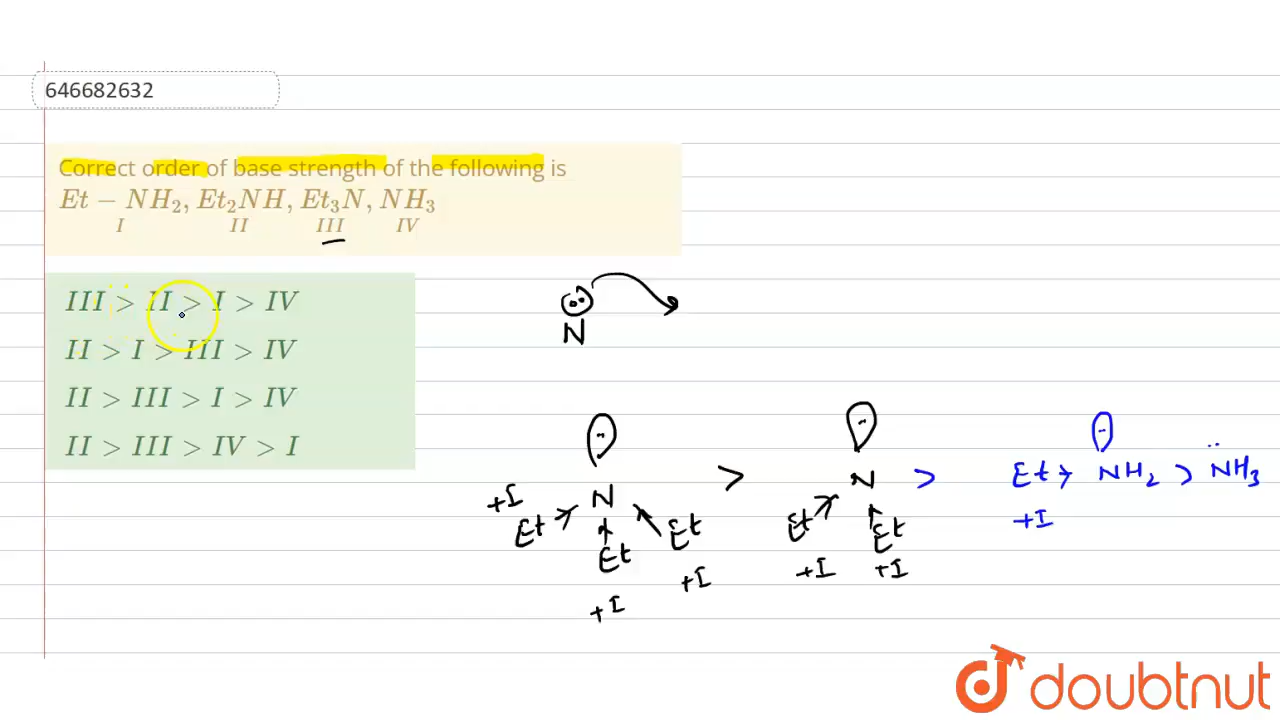 646682632
Correct order of base strength of the following is
Et − NH₂, Et₂NH, Et₃N, NH₃
I II III IV
III > II > I > IV
II > I > III > IV
II > III > I > IV
II > III > IV > I
N
N > N > Et NH₂ > NH₃
+I Et Et Et Et Et +I
+I +I +I +I
+I
doubtnut